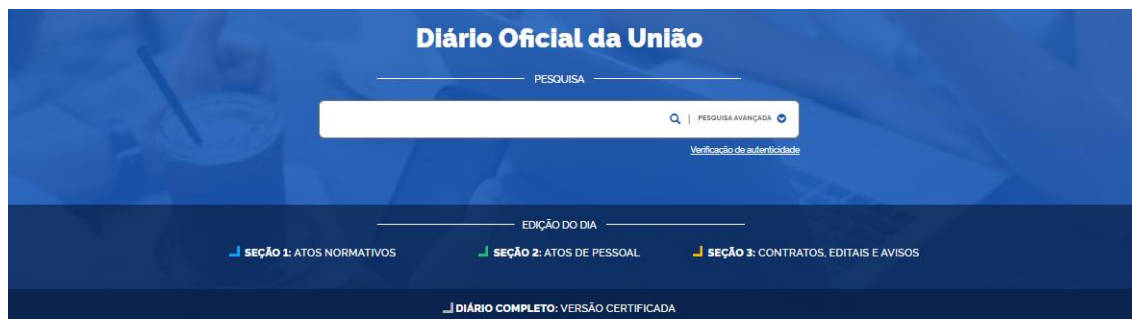 Diário Oficial da União
PESQUISA
| PESQUISA AVANÇADA
Verificação de autenticidade
EDIÇÃO DO DIA
SEÇÃO 1: ATOS NORMATIVOS SEÇÃO 2: ATOS DE PESSOAL SEÇÃO 3: CONTRATOS, EDITAIS E AVISOS
DIÁRIO COMPLETO: VERSÃO CERTIFICADA